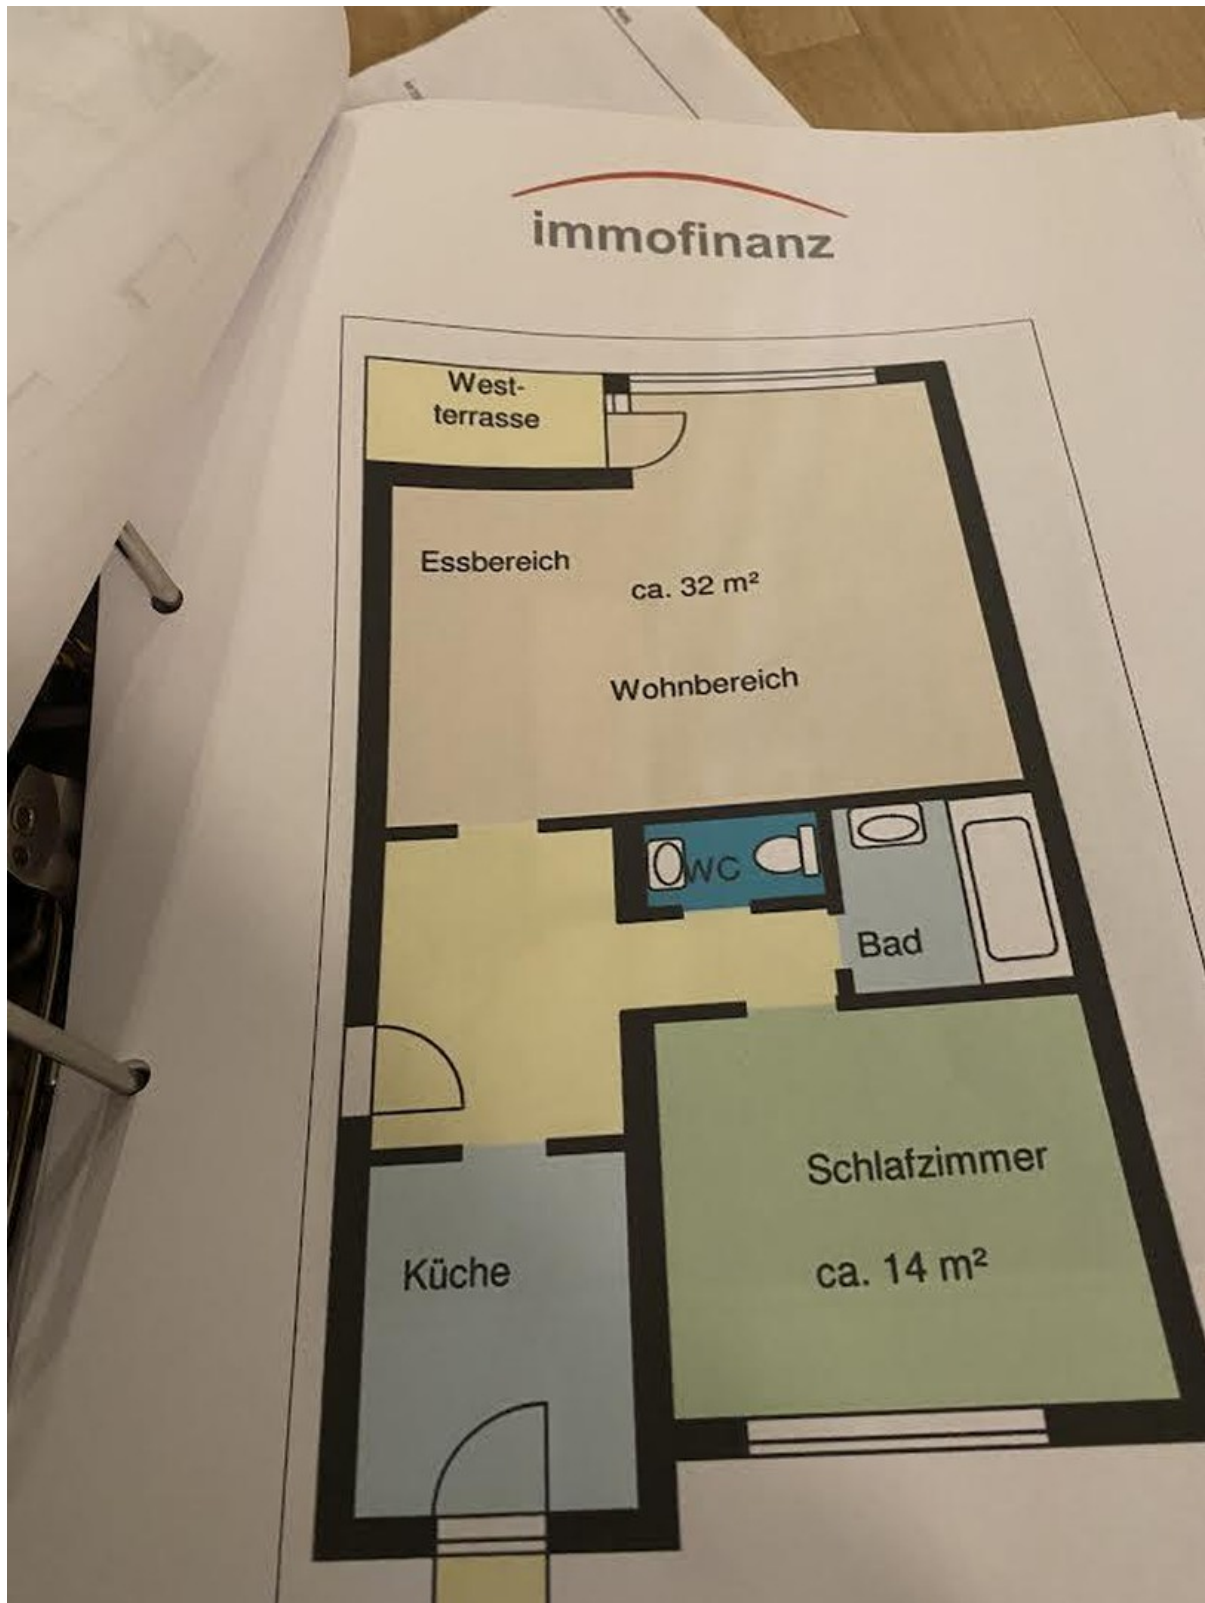 immofinanz
West-
terrasse
Essbereich
ca. 32 m²
Wohnbereich
WC
Bad
Schlafzimmer
ca. 14 m²
Küche